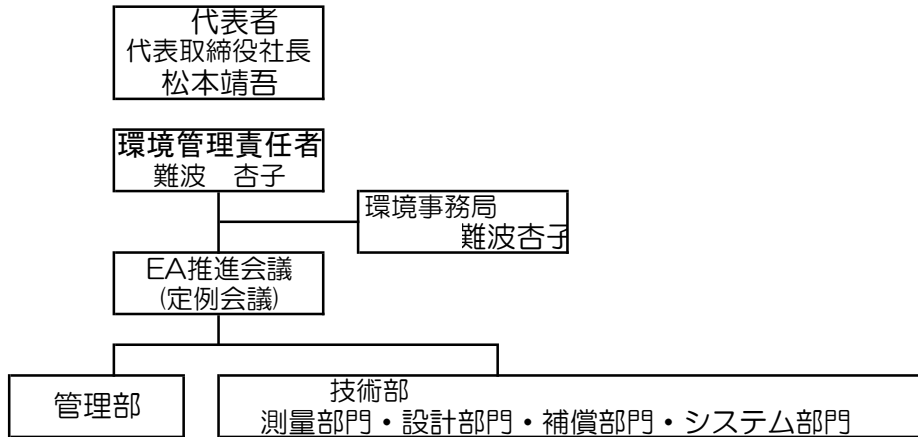 代表者
代表取締役社長
松本靖吾
環境管理責任者
難波　杏子
環境事務局
難波杏子
EA推進会議
(定例会議)
管理部
技術部
測量部門・設計部門・補償部門・システム部門